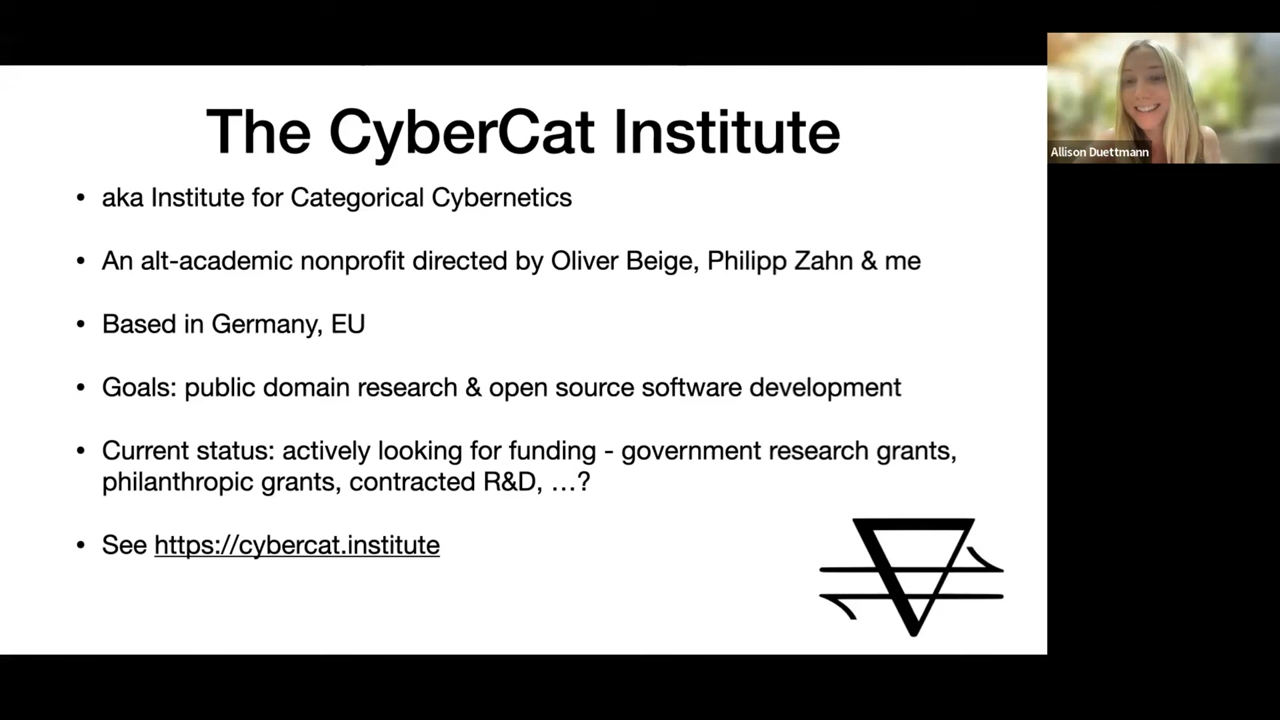 The CyberCat Institute
• aka Institute for Categorical Cybernetics
• An alt-academic nonprofit directed by Oliver Beige, Philipp Zahn & me
• Based in Germany, EU
• Goals: public domain research & open source software development
• Current status: actively looking for funding - government research grants,
philanthropic grants, contracted R&D, …?
• See https://cybercat.institute
Allison Duettmann